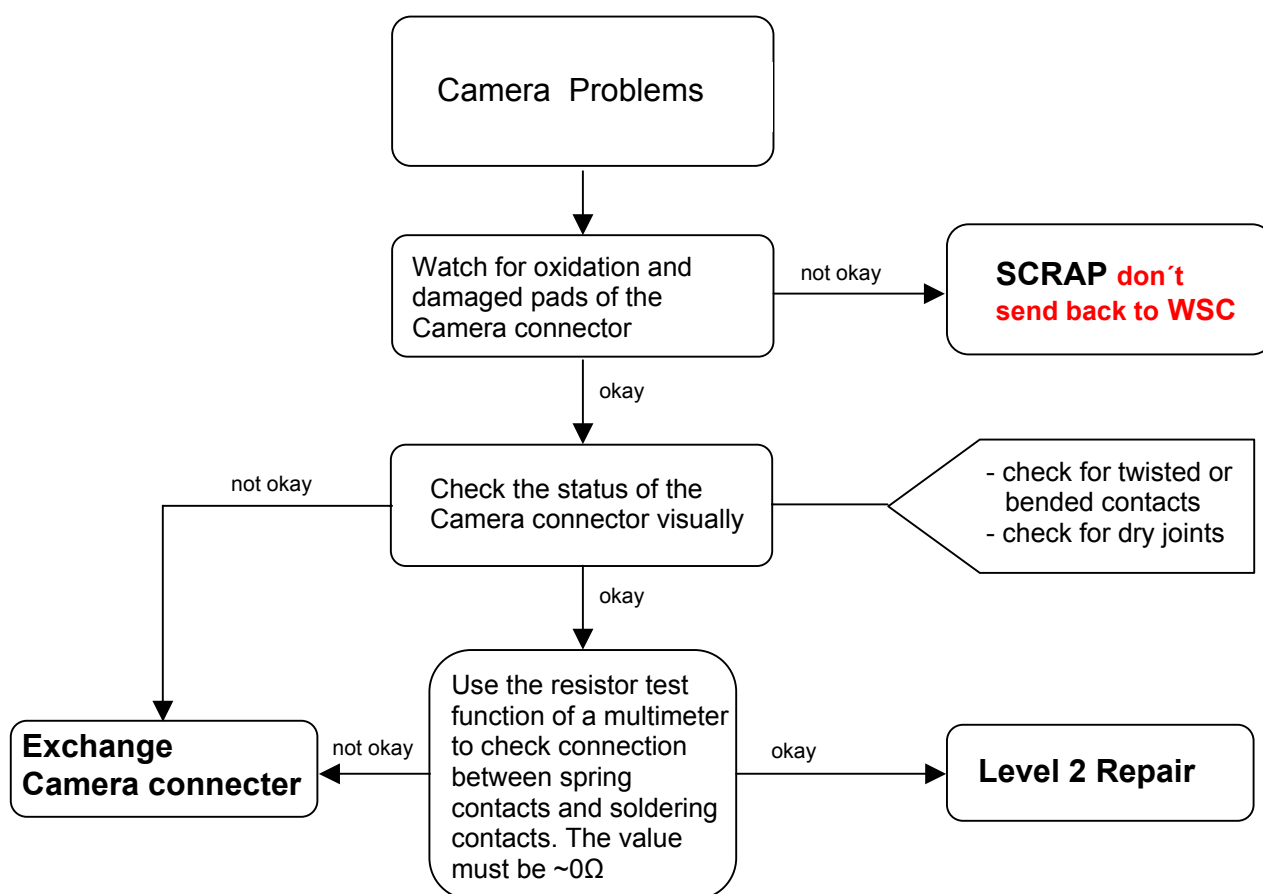 Camera Problems
Watch for oxidation and
damaged pads of the
Camera connector
not okay
SCRAP don´t
send back to WSC
okay
not okay
Check the status of the
Camera connector visually
- check for twisted or
bended contacts
- check for dry joints
okay
Use the resistor test
function of a multimeter
to check connection
between spring
contacts and soldering
contacts. The value
must be ~0Ω
not okay
Exchange
Camera connecter
okay
Level 2 Repair